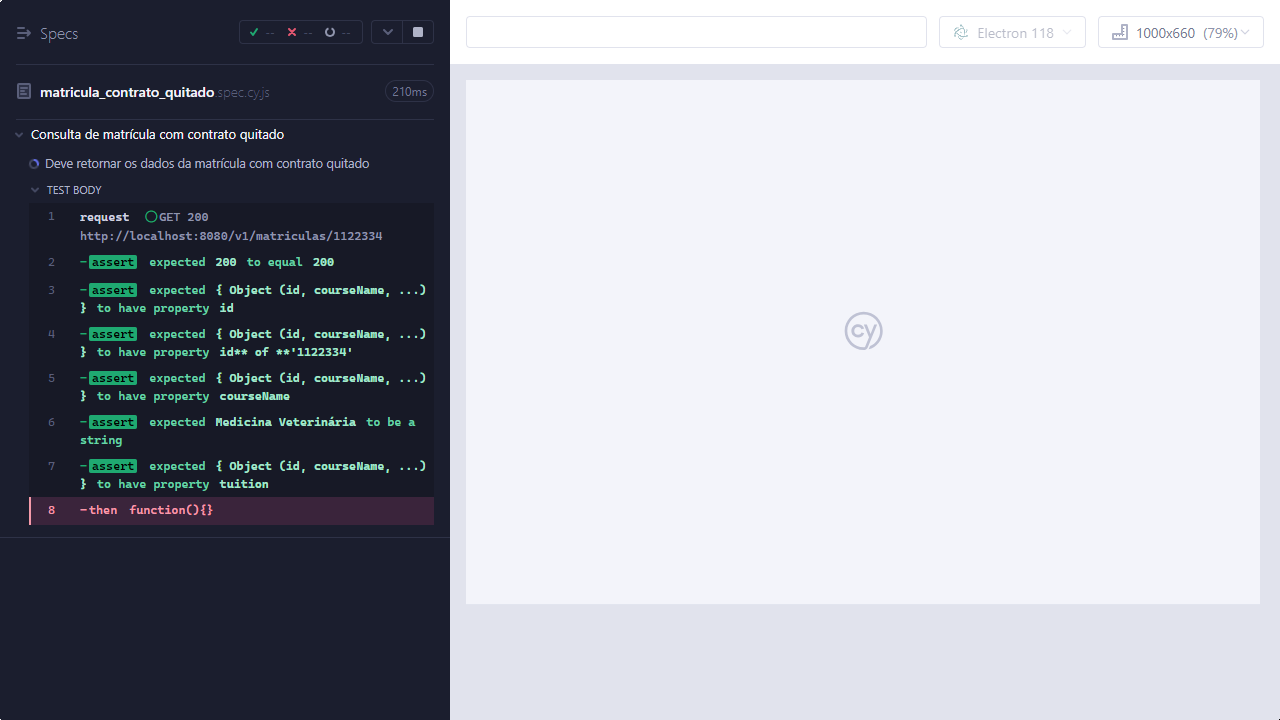 Specs
--
--
--
Electron 118
1000x660 (79%)
matricula_contrato_quitado.spec.cy.js
210ms
Consulta de matrícula com contrato quitado
Deve retornar os dados da matrícula com contrato quitado
TEST BODY
1 request GET 200
http://localhost:8080/v1/matriculas/1122334
2 -assert expected 200 to equal 200
3 -assert expected { Object (id, courseName, ...)
} to have property id
4 -assert expected { Object (id, courseName, ...)
} to have property id** of **'1122334'
5 -assert expected { Object (id, courseName, ...)
} to have property courseName
6 -assert expected Medicina Veterinária to be a
string
7 -assert expected { Object (id, courseName, ...)
} to have property tuition
8 -then function(){}
cy